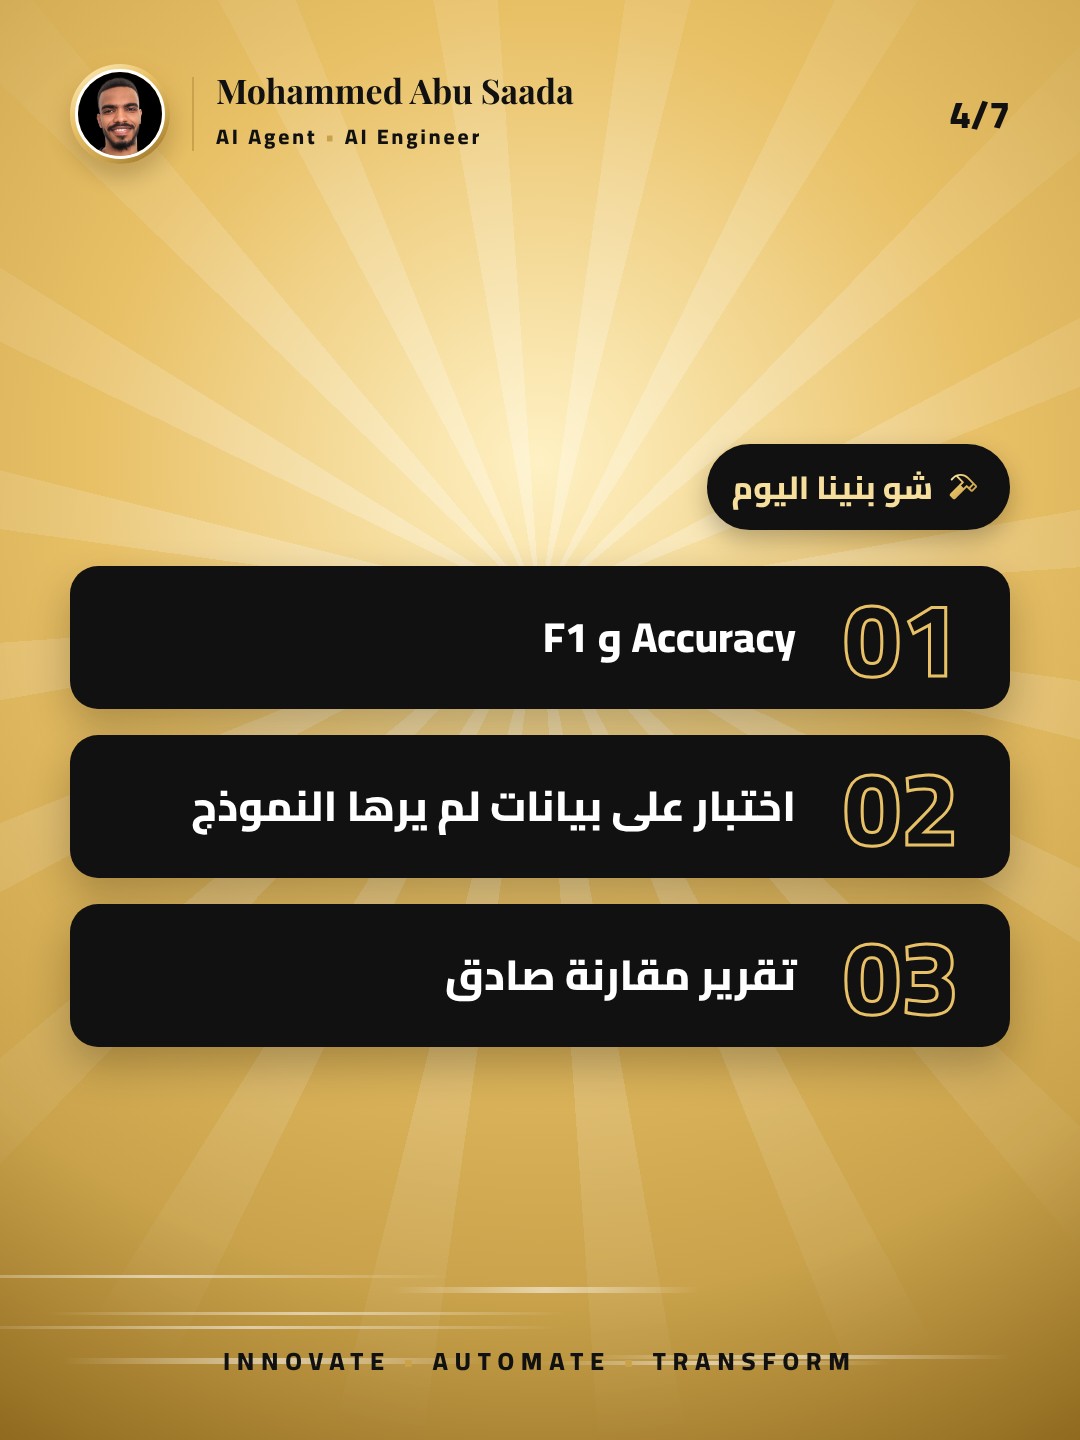 Mohammed Abu Saada
AI Agent ▪ AI Engineer
4/7
شو بنينا اليوم
01
Accuracy و F1
02
اختبار على بيانات لم يرها النموذج
03
تقرير مقارنة صادق
INNOVATE ▪ AUTOMATE ▪ TRANSFORM